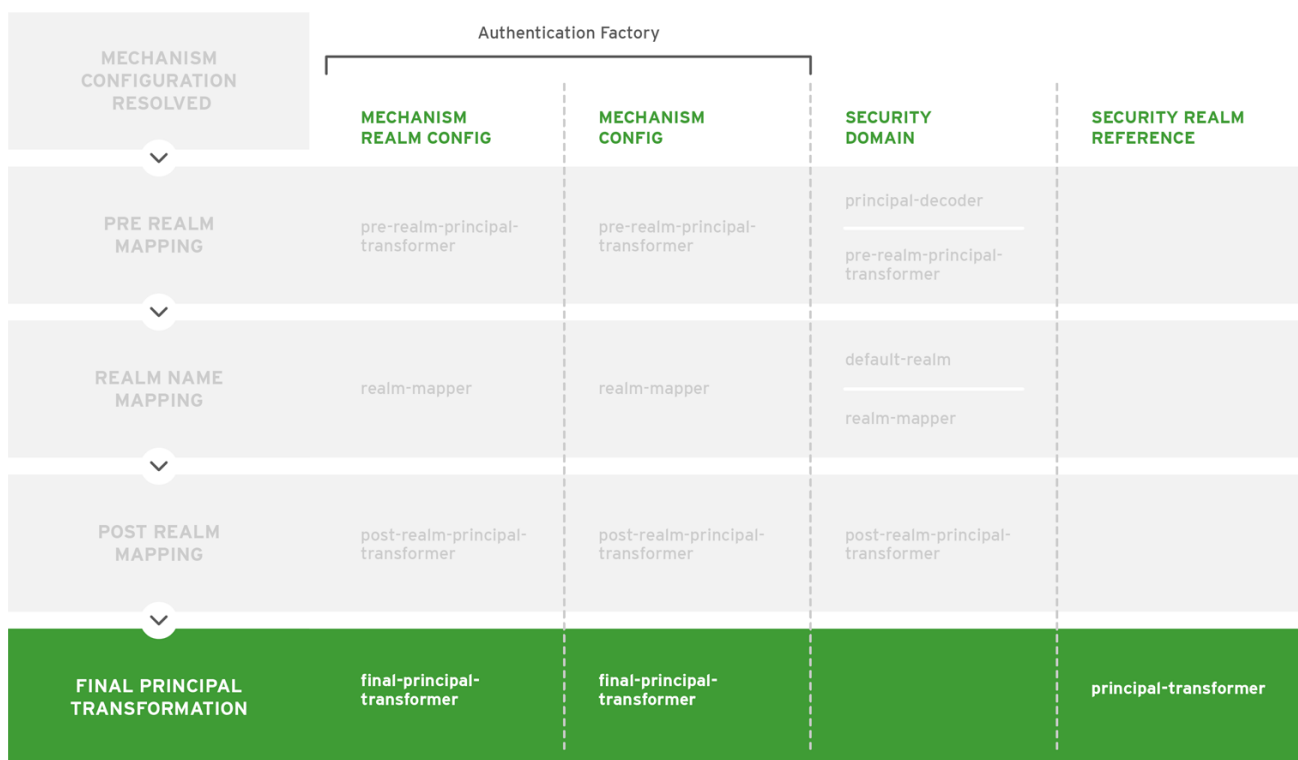 Authentication Factory
MECHANISM
CONFIGURATION
RESOLVED
MECHANISM
REALM CONFIG
MECHANISM
CONFIG
SECURITY
DOMAIN
SECURITY REALM
REFERENCE
PRE REALM
MAPPING
pre-realm-principal-
transformer
pre-realm-principal-
transformer
principal-decoder
pre-realm-principal-
transformer
REALM NAME
MAPPING
realm-mapper
realm-mapper
default-realm
realm-mapper
POST REALM
MAPPING
post-realm-principal-
transformer
post-realm-principal-
transformer
post-realm-principal-
transformer
FINAL PRINCIPAL
TRANSFORMATION
final-principal-
transformer
final-principal-
transformer
principal-transformer